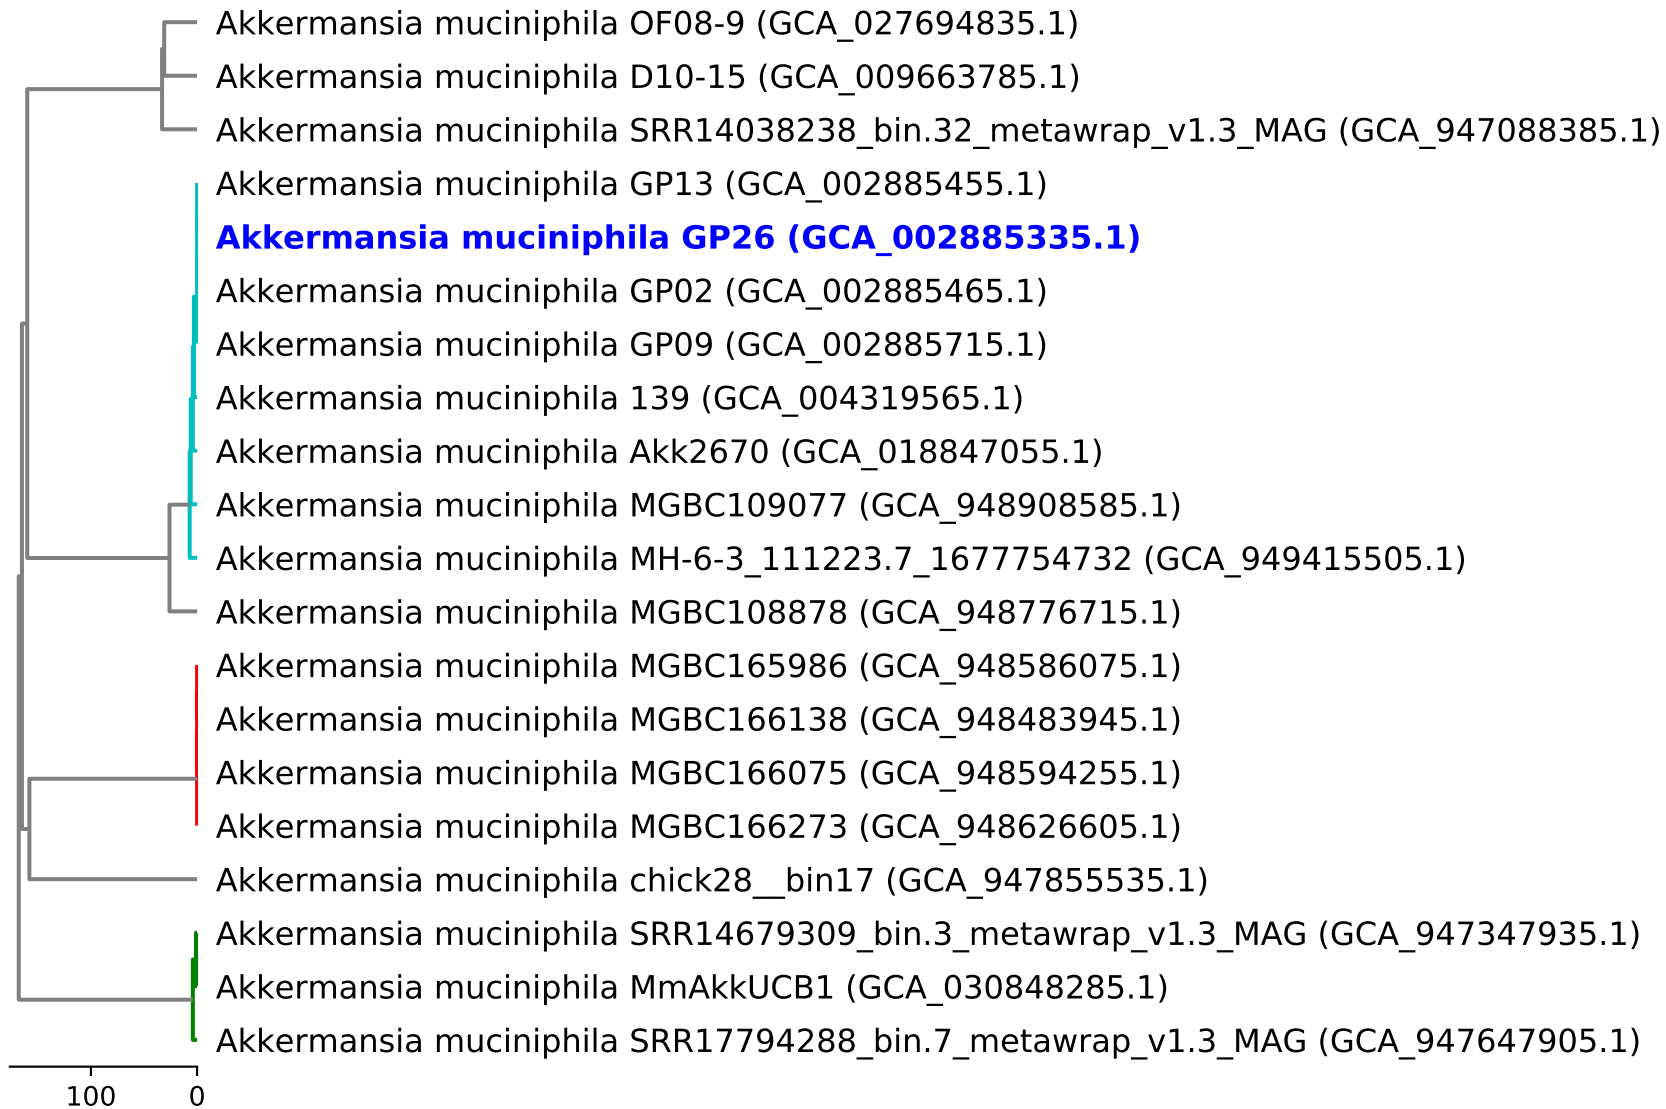 Akkermansia muciniphila OF08-9 (GCA_027694835.1)
Akkermansia muciniphila D10-15 (GCA_009663785.1)
Akkermansia muciniphila SRR14038238_bin.32_metawrap_v1.3_MAG (GCA_947088385.1)
Akkermansia muciniphila GP13 (GCA_002885455.1)
Akkermansia muciniphila GP26 (GCA_002885335.1)
Akkermansia muciniphila GP02 (GCA_002885465.1)
Akkermansia muciniphila GP09 (GCA_002885715.1)
Akkermansia muciniphila 139 (GCA_004319565.1)
Akkermansia muciniphila Akk2670 (GCA_018847055.1)
Akkermansia muciniphila MGBC109077 (GCA_948908585.1)
Akkermansia muciniphila MH-6-3_111223.7_1677754732 (GCA_949415505.1)
Akkermansia muciniphila MGBC108878 (GCA_948776715.1)
Akkermansia muciniphila MGBC165986 (GCA_948586075.1)
Akkermansia muciniphila MGBC166138 (GCA_948483945.1)
Akkermansia muciniphila MGBC166075 (GCA_948594255.1)
Akkermansia muciniphila MGBC166273 (GCA_948626605.1)
Akkermansia muciniphila chick28__bin17 (GCA_947855535.1)
Akkermansia muciniphila SRR14679309_bin.3_metawrap_v1.3_MAG (GCA_947347935.1)
Akkermansia muciniphila MmAkkUCB1 (GCA_030848285.1)
Akkermansia muciniphila SRR17794288_bin.7_metawrap_v1.3_MAG (GCA_947647905.1)
100 0